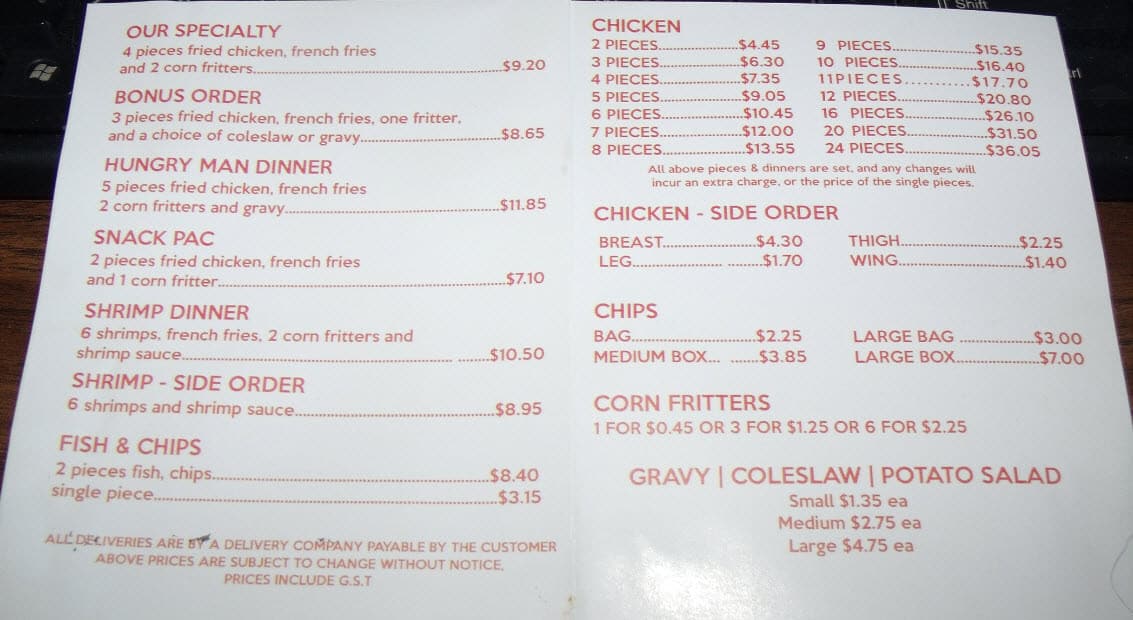 Shift
OUR SPECIALTY
4 pieces fried chicken, french fries
and 2 corn fritters.....................................................$9.20
BONUS ORDER
3 pieces fried chicken, french fries, one fritter,
and a choice of coleslaw or gravy..............................$8.65
HUNGRY MAN DINNER
5 pieces fried chicken, french fries
2 corn fritters and gravy.............................................$11.85
SNACK PAC
2 pieces fried chicken, french fries
and 1 corn fritter...........................................................$7.10
SHRIMP DINNER
6 shrimps, french fries, 2 corn fritters and
shrimp sauce....................................................... ......$10.50
SHRIMP - SIDE ORDER
6 shrimps and shrimp sauce.........................................$8.95
FISH & CHIPS
2 pieces fish, chips.........................................................$8.40
single piece.......................................................................$3.15
ALL DELIVERIES ARE BY A DELIVERY COMPANY PAYABLE BY THE CUSTOMER
ABOVE PRICES ARE SUBJECT TO CHANGE WITHOUT NOTICE,
PRICES INCLUDE G.S.T
CHICKEN
2 PIECES....................$4.45
3 PIECES....................$6.30
4 PIECES....................$7.35
5 PIECES....................$9.05
6 PIECES....................$10.45
7 PIECES....................$12.00
8 PIECES....................$13.55
9 PIECES....................$15.35
10 PIECES....................$16.40
11PIECES..........$17.70
12 PIECES....................$20.80
16 PIECES....................$26.10
20 PIECES....................$31.50
24 PIECES....................$36.05
All above pieces & dinners are set, and any changes will
incur an extra charge, or the price of the single pieces.
CHICKEN - SIDE ORDER
BREAST.......................$4.30
LEG...................... .........$1.70
THIGH.............................$2.25
WING...............................$1.40
CHIPS
BAG.......................$2.25
MEDIUM BOX... .......$3.85
LARGE BAG ..................$3.00
LARGE BOX....................$7.00
CORN FRITTERS
1 FOR $0.45 OR 3 FOR $1.25 OR 6 FOR $2.25
GRAVY | COLESLAW | POTATO SALAD
Small $1.35 ea
Medium $2.75 ea
Large $4.75 ea